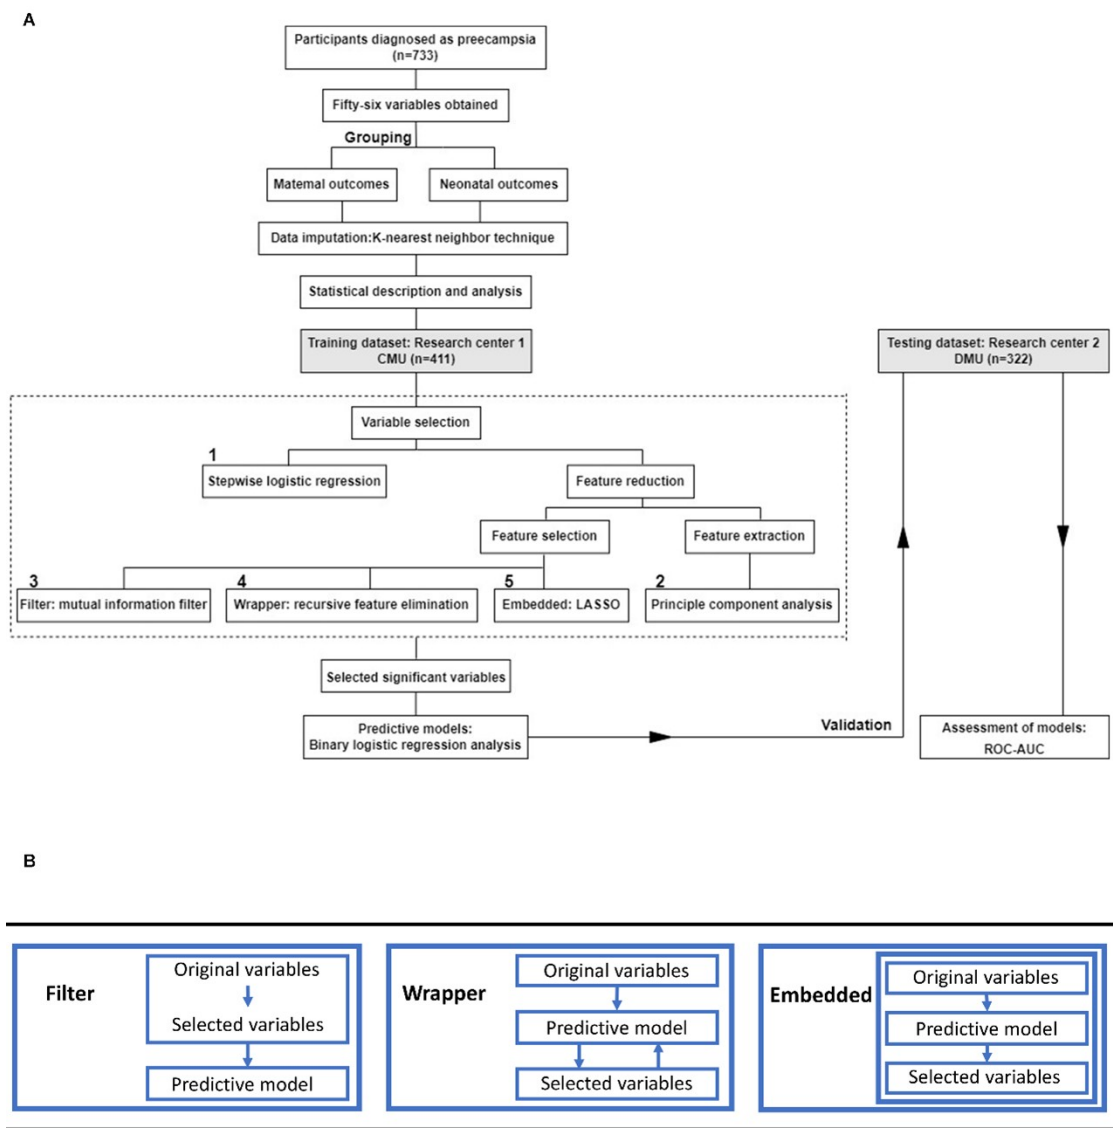 A
Participants diagnosed as preecampsia
(n=733)
Fifty-six variables obtained
Grouping
Matemal outcomes
Neonatal outcomes
Data imputation:K-nearest neighbor technique
Statistical description and analysis
Training dataset: Research center 1
CMU (n=411)
Testing dataset: Research center 2
DMU (n=322)
Variable selection
1
Stepwise logistic regression
Feature reduction
Feature selection
Feature extraction
3
Filter: mutual information filter
4
Wrapper: recursive feature elimination
5
Embedded: LASSO
2
Principle component analysis
Selected significant variables
Predictive models:
Binary logistic regression analysis
Validation
Assessment of models:
ROC-AUC
B
Filter
Original variables
Selected variables
Predictive model
Wrapper
Original variables
Predictive model
Selected variables
Embedded
Original variables
Predictive model
Selected variables